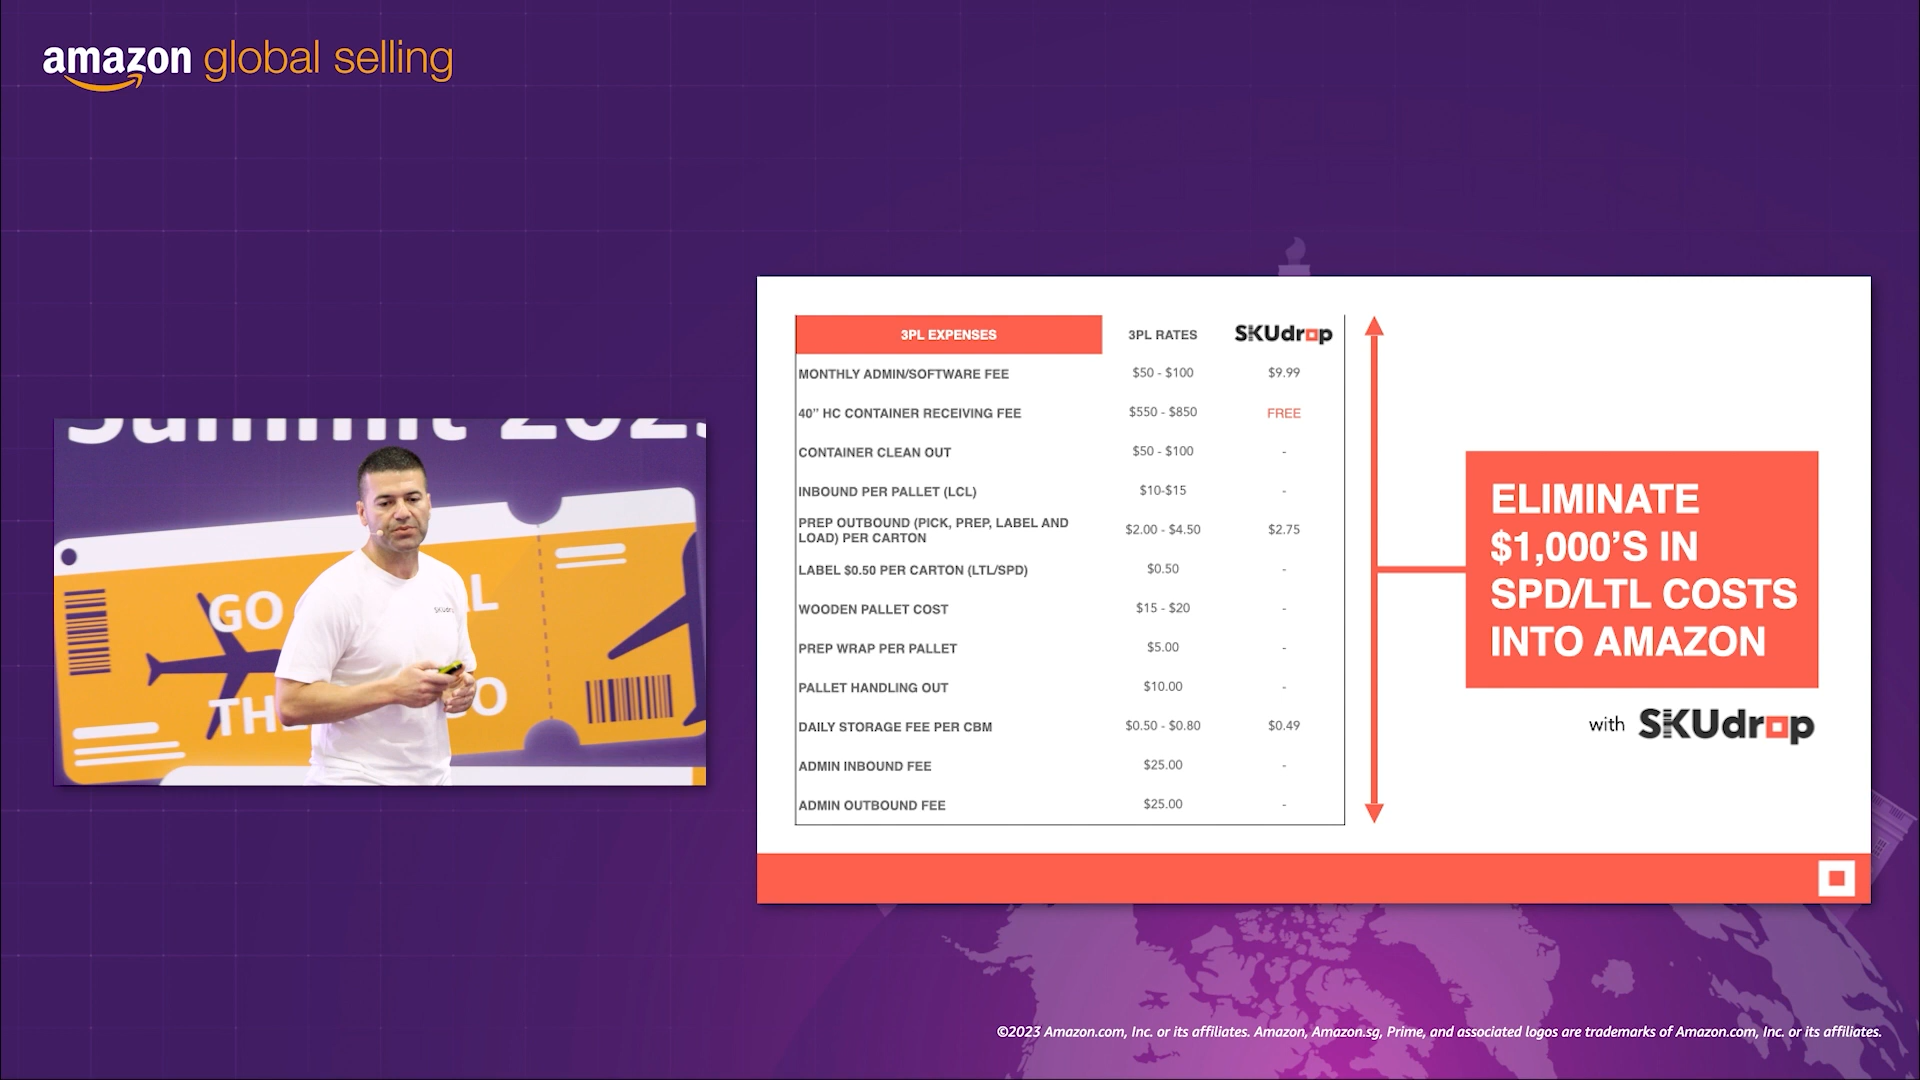 amazon global selling
Summit 202
GO
L
THE
GO
SKUdr
3PL EXPENSES 3PL RATES SKUdrop
MONTHLY ADMIN/SOFTWARE FEE $50 - $100 $9.99
40” HC CONTAINER RECEIVING FEE $550 - $850 FREE
CONTAINER CLEAN OUT $50 - $100 -
INBOUND PER PALLET (LCL) $10-$15 -
PREP OUTBOUND (PICK, PREP, LABEL AND
LOAD) PER CARTON $2.00 - $4.50 $2.75
LABEL $0.50 PER CARTON (LTL/SPD) $0.50 -
WOODEN PALLET COST $15 - $20 -
PREP WRAP PER PALLET $5.00 -
PALLET HANDLING OUT $10.00 -
DAILY STORAGE FEE PER CBM $0.50 - $0.80 $0.49
ADMIN INBOUND FEE $25.00 -
ADMIN OUTBOUND FEE $25.00 -
ELIMINATE
$1,000’S IN
SPD/LTL COSTS
INTO AMAZON
with SKUdrop
©2023 Amazon.com, Inc. or its affiliates. Amazon, Amazon.sg, Prime, and associated logos are trademarks of Amazon.com, Inc. or its affiliates.